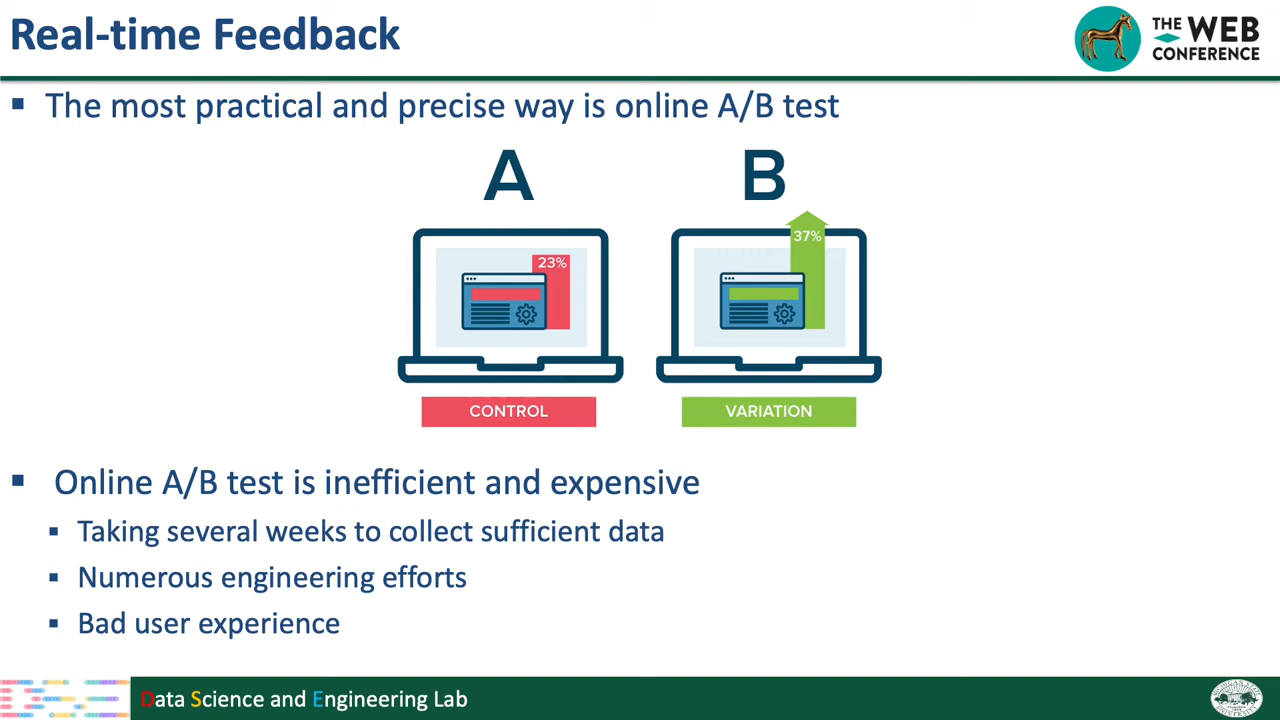 Real-time Feedback
THE WEB
CONFERENCE
▪ The most practical and precise way is online A/B test
A
B
23%
37%
CONTROL
VARIATION
▪ Online A/B test is inefficient and expensive
▪ Taking several weeks to collect sufficient data
▪ Numerous engineering efforts
▪ Bad user experience
Data Science and Engineering Lab